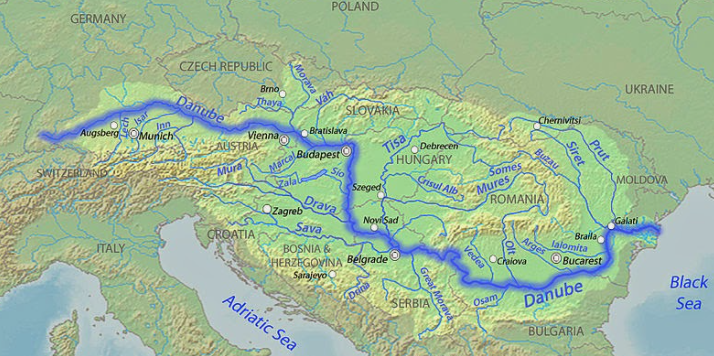 POLAND
GERMANY
CZECH REPUBLIC
UKRAINE
Brno
Morava
Vah
Thaya
SLOVAKIA
Danube
Lech
Isar
Inn
Augsberg
Munich
Vienna
Bratislava
Chernivitsi
AUSTRIA
Budapest
Tisa
Debrecen
Prut
Siret
Buzau
HUNGARY
Marcal
Sio
Zalal
Mura
SWITZERLAND
Somes
Mures
Crisul Alb
MOLDOVA
Szeged
Drava
ROMANIA
Zagreb
Novi Sad
Galati
Sava
CROATIA
Braila
Olt
Arges
Ialomita
ITALY
BOSNIA &
HERZEGOVINA
Belgrade
Vedea
Craiova
Bucarest
Sarajevo
Drina
Great Morava
Black
Sea
Adriatic Sea
SERBIA
Osam
Danube
BULGARIA